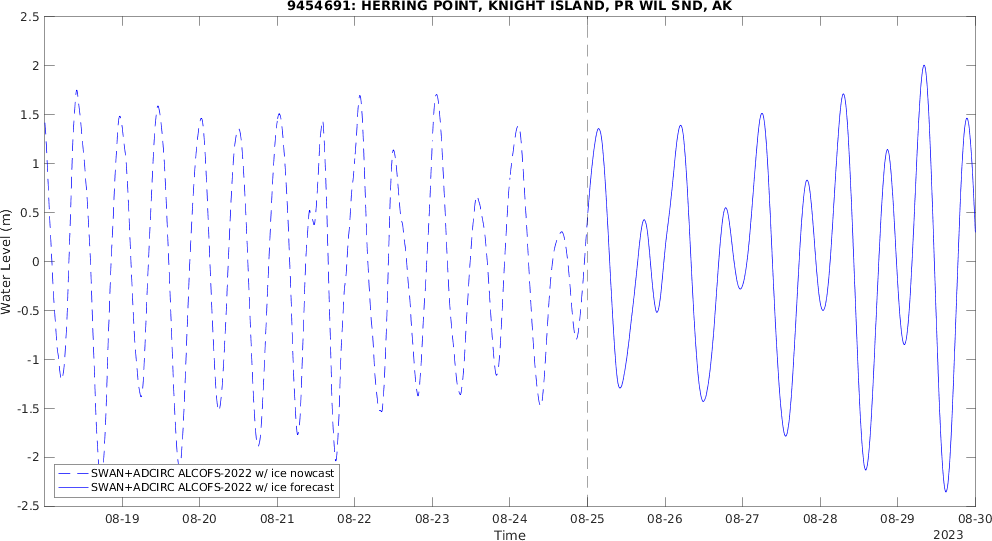 9454691: HERRING POINT, KNIGHT ISLAND, PR WIL SND, AK
2.5
2
1.5
1
0.5
0
-0.5
-1
-1.5
-2
-2.5
Water Level (m)
SWAN+ADCIRC ALCOFS-2022 w/ ice nowcast
SWAN+ADCIRC ALCOFS-2022 w/ ice forecast
08-19 08-20 08-21 08-22 08-23 08-24 08-25 08-26 08-27 08-28 08-29 08-30
Time
2023